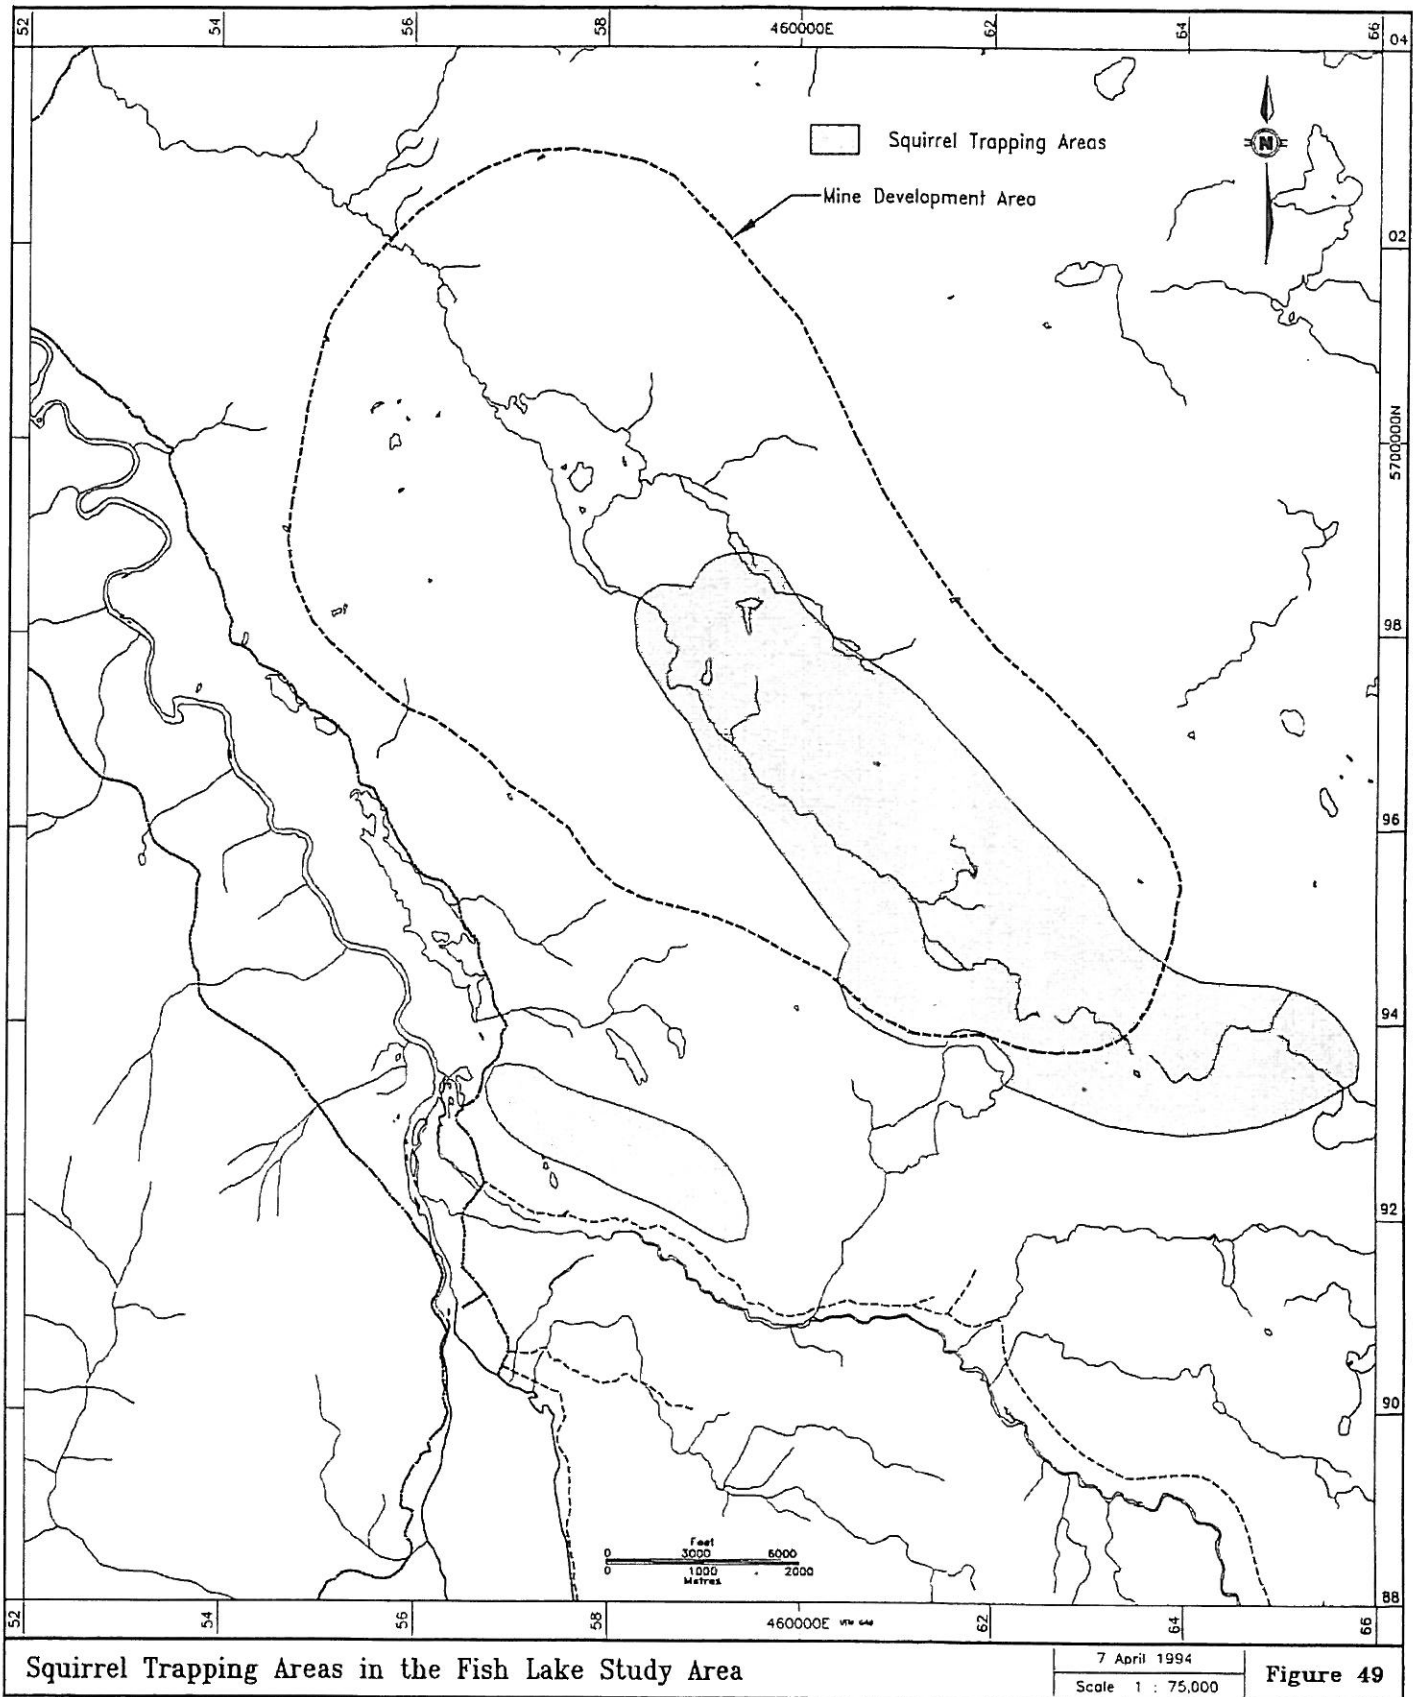 52 54 56 58 460000E 62 64 66
04
Squirrel Trapping Areas
N
Mine Development Area
02
5700000N
98
96
94
92
90
88
Feet
0 3000 6000
0 1000 2000
Metres
52 54 56 58 460000E 62 64 66
Squirrel Trapping Areas in the Fish Lake Study Area
7 April 1994
Scale 1 : 75,000
Figure 49